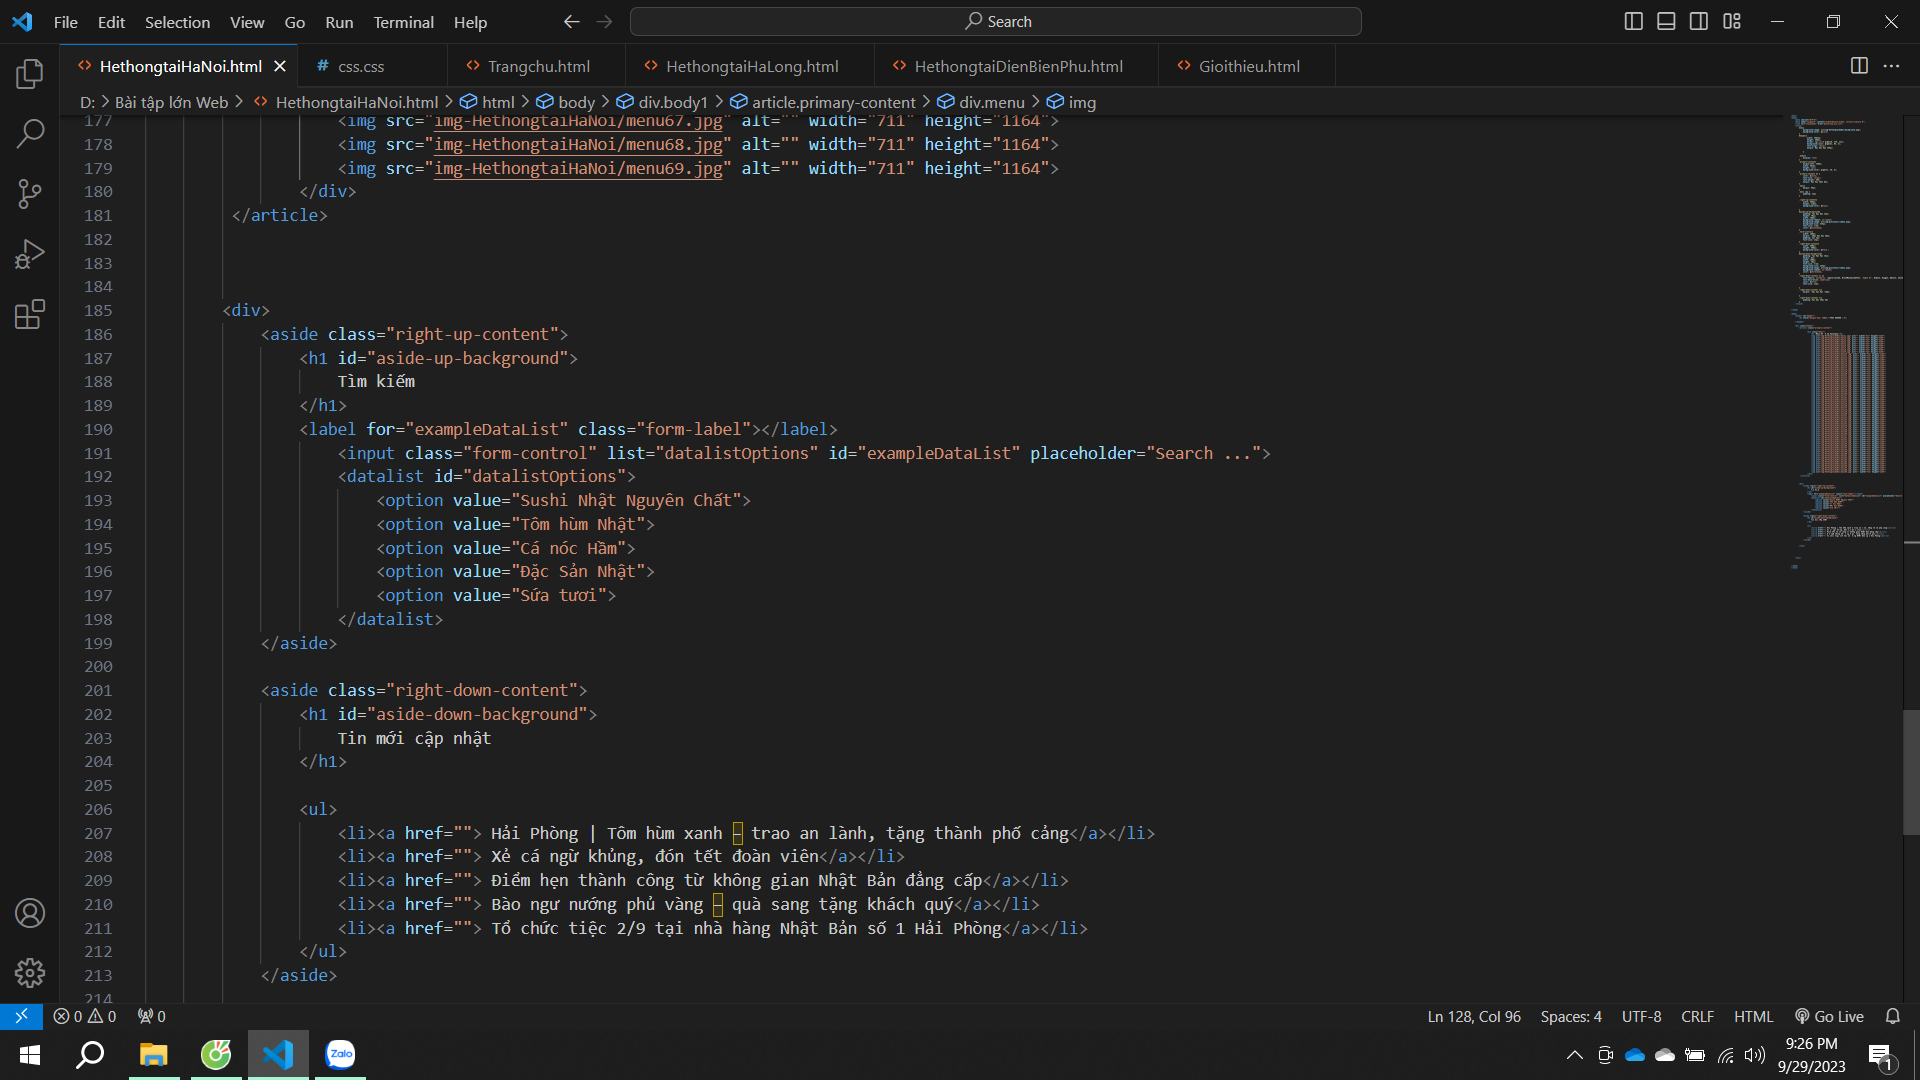 File Edit Selection View Go Run Terminal Help Search
HethongtaiHaNoi.html css.css Trangchu.html HethongtaiHaLong.html HethongtaiDienBienPhu.html Gioithieu.html
D: > Bài tập lớn Web > HethongtaiHaNoi.html > html > body > div.body1 > article.primary-content > div.menu > img
177 <img src="img-HethongtaiHaNoi/menu67.jpg" alt="" width="711" height="1164">
178 <img src="img-HethongtaiHaNoi/menu68.jpg" alt="" width="711" height="1164">
179 <img src="img-HethongtaiHaNoi/menu69.jpg" alt="" width="711" height="1164">
180 </div>
181 </article>
182
183
184
185 <div>
186 <aside class="right-up-content">
187 <h1 id="aside-up-background">
188 Tìm kiếm
189 </h1>
190 <label for="exampleDataList" class="form-label"></label>
191 <input class="form-control" list="datalistOptions" id="exampleDataList" placeholder="Search ...">
192 <datalist id="datalistOptions">
193 <option value="Sushi Nhật Nguyên Chất">
194 <option value="Tôm hùm Nhật">
195 <option value="Cá nóc Hầm">
196 <option value="Đặc Sản Nhật">
197 <option value="Sứa tươi">
198 </datalist>
199 </aside>
200
201 <aside class="right-down-content">
202 <h1 id="aside-down-background">
203 Tin mới cập nhật
204 </h1>
205
206 <ul>
207 <li><a href=""> Hải Phòng | Tôm hùm xanh – trao an lành, tặng thành phố cảng</a></li>
208 <li><a href=""> Xẻ cá ngừ khủng, đón tết đoàn viên</a></li>
209 <li><a href=""> Điểm hẹn thành công từ không gian Nhật Bản đẳng cấp</a></li>
210 <li><a href=""> Bào ngư nướng phủ vàng – quà sang tặng khách quý</a></li>
211 <li><a href=""> Tổ chức tiệc 2/9 tại nhà hàng Nhật Bản số 1 Hải Phòng</a></li>
212 </ul>
213 </aside>
214
0 0 0 Ln 128, Col 96 Spaces: 4 UTF-8 CRLF HTML Go Live
Zalo 9:26 PM
9/29/2023 1